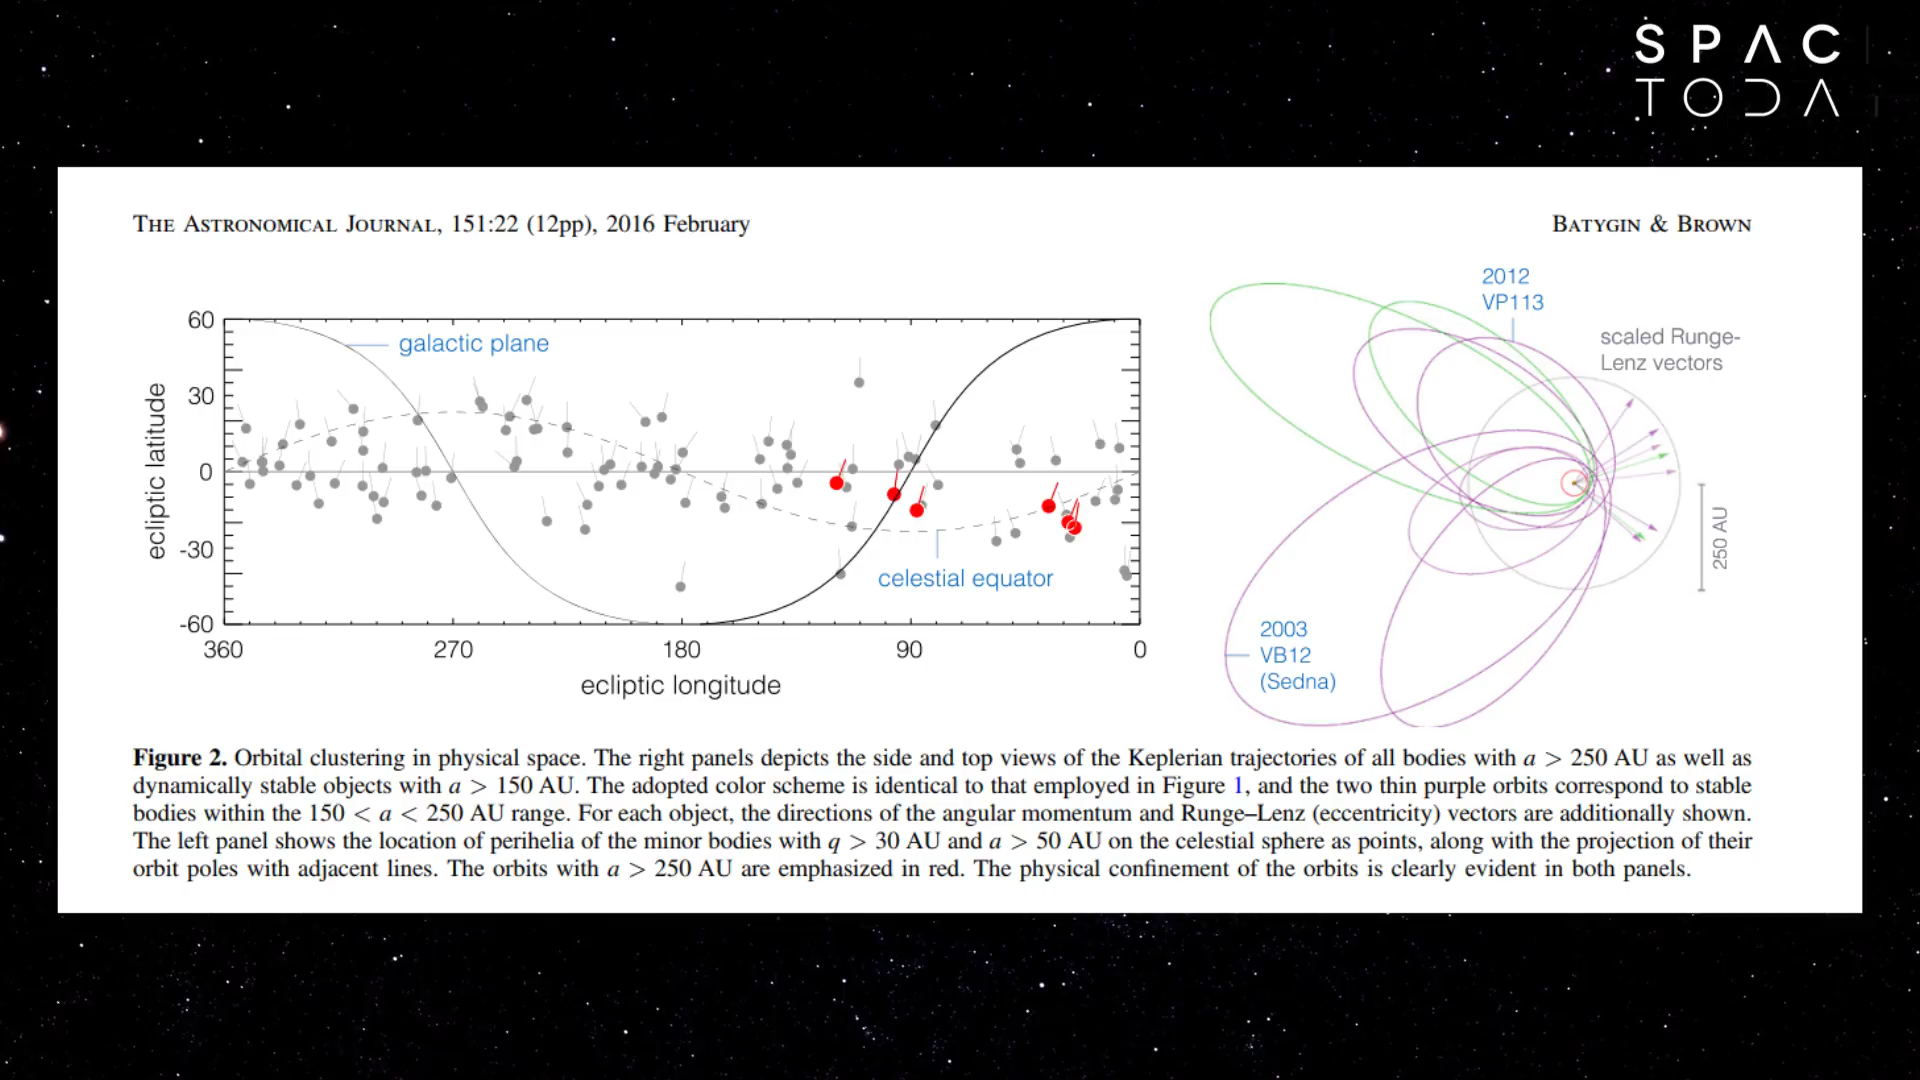 SPAC
TODA
THE ASTRONOMICAL JOURNAL, 151:22 (12pp), 2016 February
BATYGIN & BROWN
60
30
0
-30
-60
ecliptic latitude
galactic plane
celestial equator
360
270
180
90
0
ecliptic longitude
2012
VP113
scaled Runge-
Lenz vectors
250 AU
2003
VB12
(Sedna)
Figure 2. Orbital clustering in physical space. The right panels depicts the side and top views of the Keplerian trajectories of all bodies with a > 250 AU as well as
dynamically stable objects with a > 150 AU. The adopted color scheme is identical to that employed in Figure 1, and the two thin purple orbits correspond to stable
bodies within the 150 < a < 250 AU range. For each object, the directions of the angular momentum and Runge–Lenz (eccentricity) vectors are additionally shown.
The left panel shows the location of perihelia of the minor bodies with q > 30 AU and a > 50 AU on the celestial sphere as points, along with the projection of their
orbit poles with adjacent lines. The orbits with a > 250 AU are emphasized in red. The physical confinement of the orbits is clearly evident in both panels.